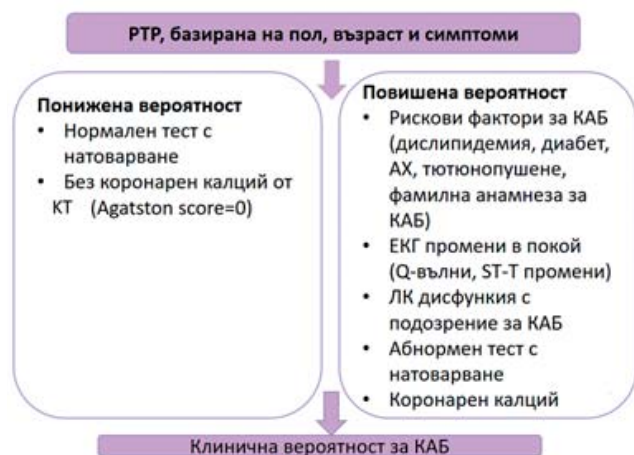 PTP, базирана на пол, възраст и симптоми
Понижена вероятност
• Нормален тест с
натоварване
• Без коронарен калций от
КТ (Agatston score=0)
Повишена вероятност
• Рискови фактори за КАБ
(дислипидемия, диабет,
АХ, тютюнопушене,
фамилна анамнеза за
КАБ)
• ЕКГ промени в покой
(Q-вълни, ST-T промени)
• ЛК дисфункия с
подозрение за КАБ
• Абнормен тест с
натоварване
• Коронарен калций
Клинична вероятност за КАБ